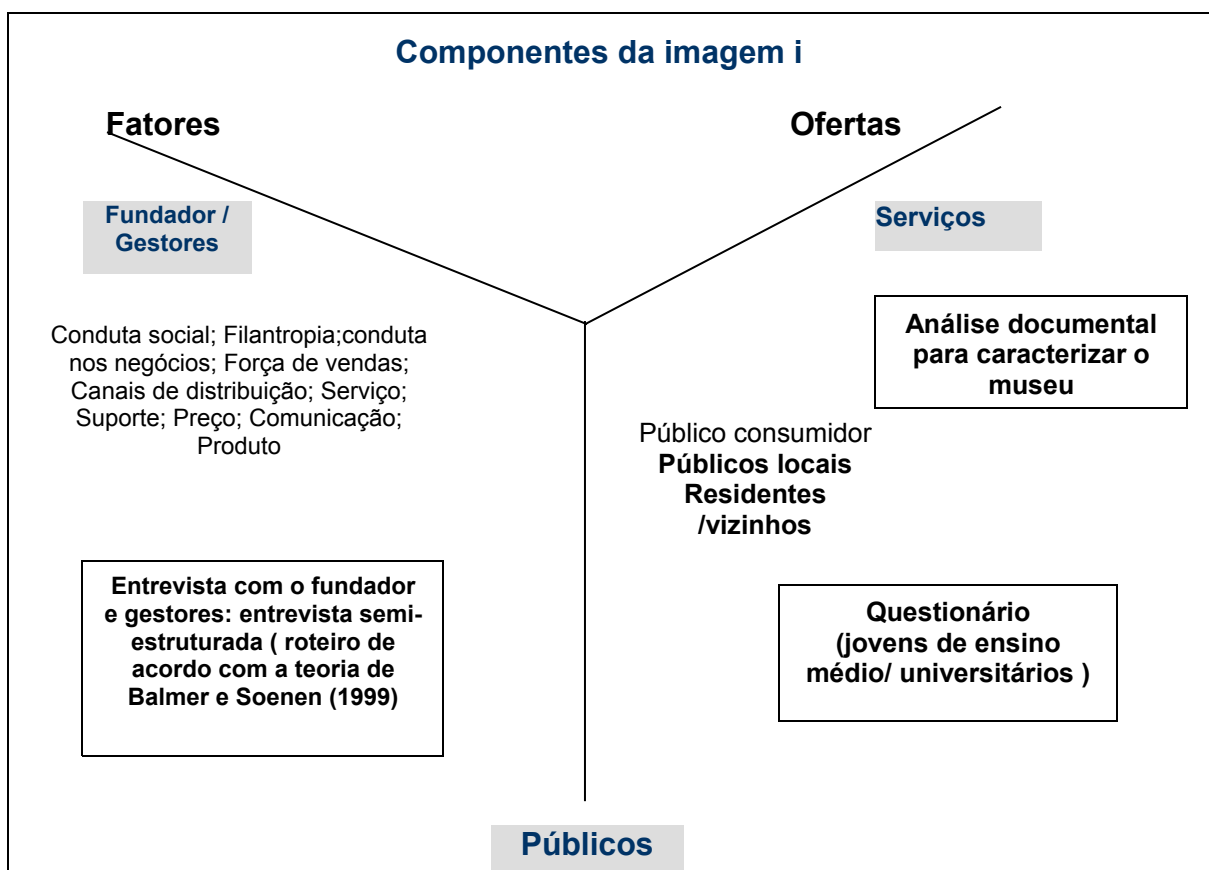 Componentes da imagem i
Fatores
Ofertas
Fundador /
Gestores
Serviços
Conduta social; Filantropia;conduta
nos negócios; Força de vendas;
Canais de distribuição; Serviço;
Suporte; Preço; Comunicação;
Produto
Análise documental
para caracterizar o
museu
Público consumidor
Públicos locais
Residentes
/vizinhos
Entrevista com o fundador
e gestores: entrevista semi-
estruturada ( roteiro de
acordo com a teoria de
Balmer e Soenen (1999)
Questionário
(jovens de ensino
médio/ universitários )
Públicos